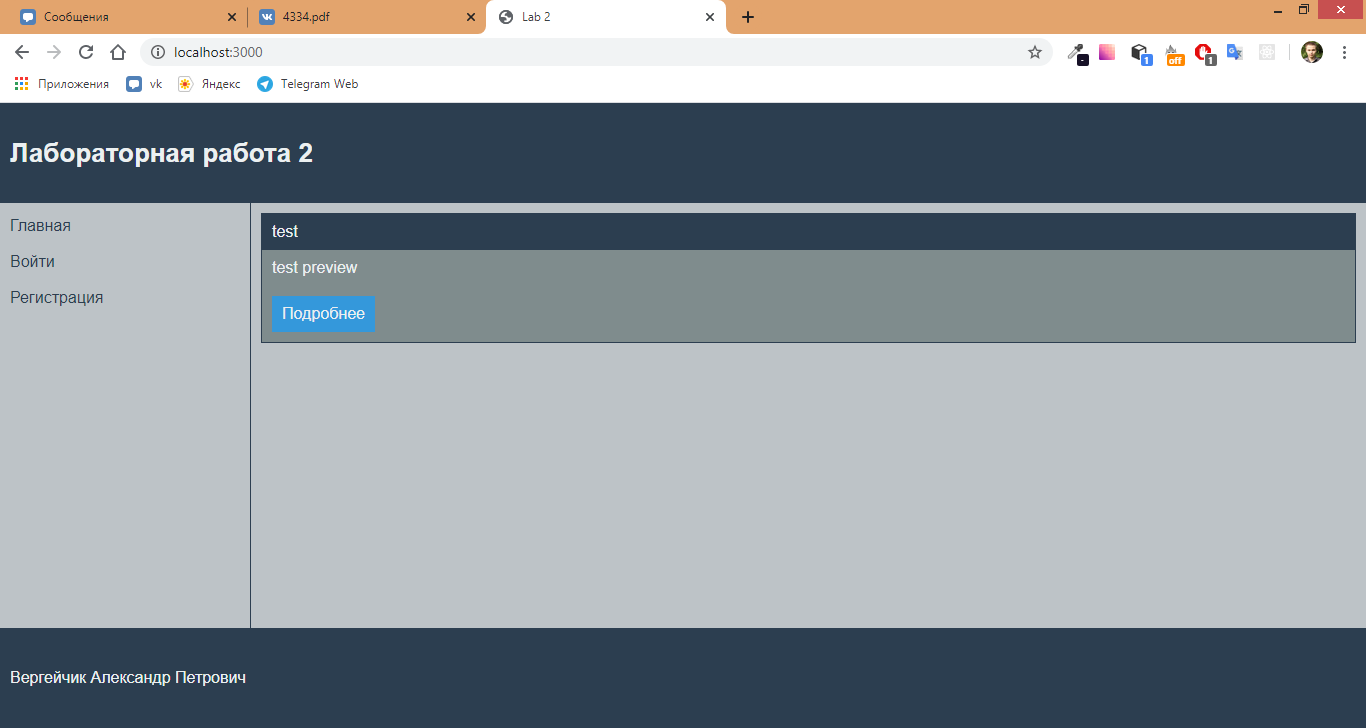 Сообщения
4334.pdf
Lab 2
localhost:3000
- 1 off 1
Приложения vk Яндекс Telegram Web
Лабораторная работа 2
Главная
Войти
Регистрация
test
test preview
Подробнее
Вергейчик Александр Петрович